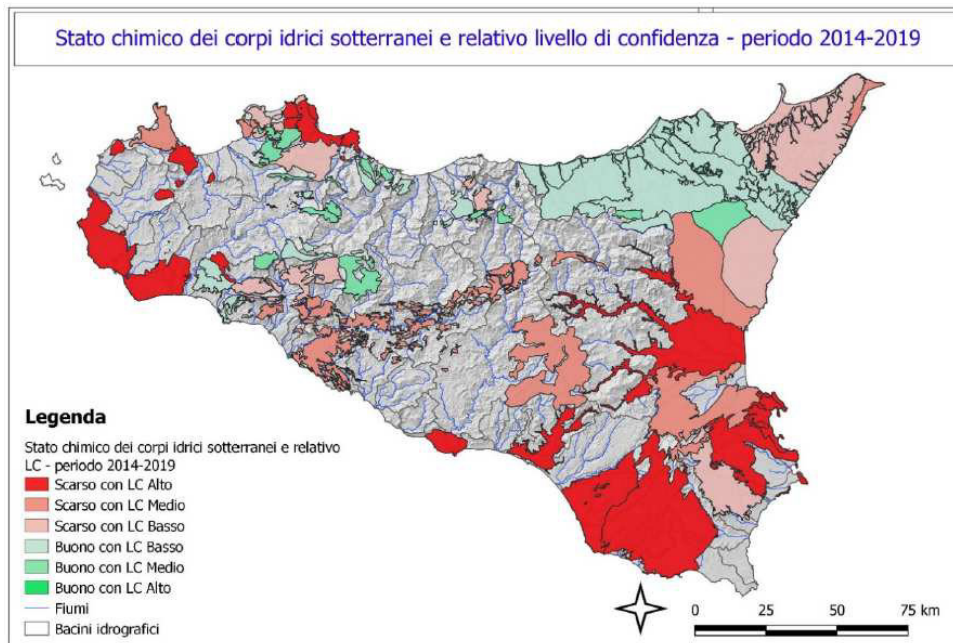 Stato chimico dei corpi idrici sotterranei e relativo livello di confidenza - periodo 2014-2019
Legenda
Stato chimico dei corpi idrici sotterranei e relativo
LC - periodo 2014-2019
Scarso con LC Alto
Scarso con LC Medio
Scarso con LC Basso
Buono con LC Basso
Buono con LC Medio
Buono con LC Alto
Fiumi
Bacini idrografici
0 25 50 75 km